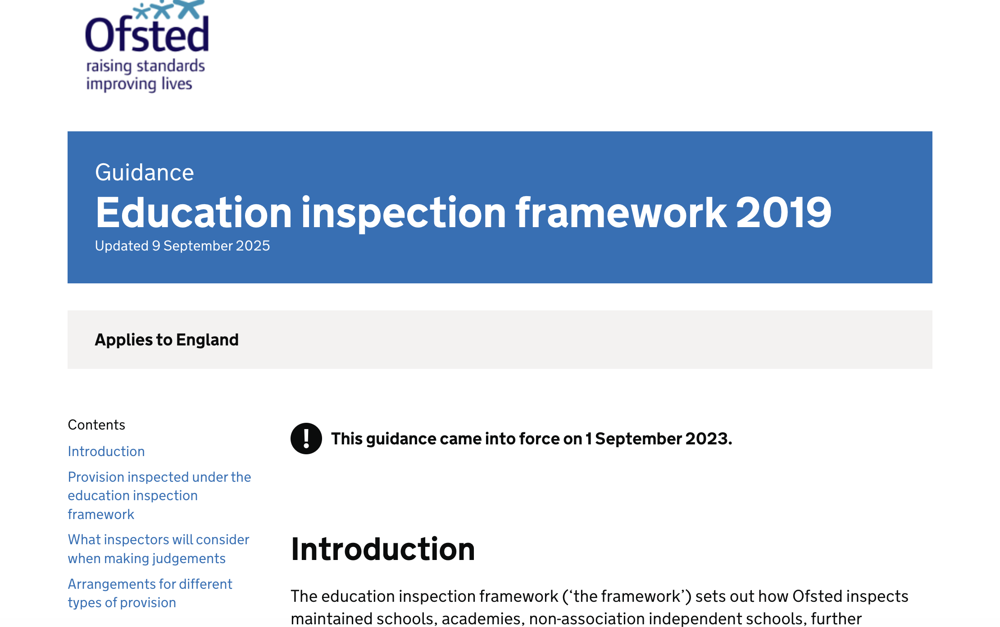 Ofsted
raising standards
improving lives
Guidance
Education inspection framework 2019
Updated 9 September 2025
Applies to England
Contents
Introduction
Provision inspected under the
education inspection
framework
What inspectors will consider
when making judgements
Arrangements for different
types of provision
! This guidance came into force on 1 September 2023.
Introduction
The education inspection framework (‘the framework’) sets out how Ofsted inspects
maintained schools, academies, non-association independent schools, further